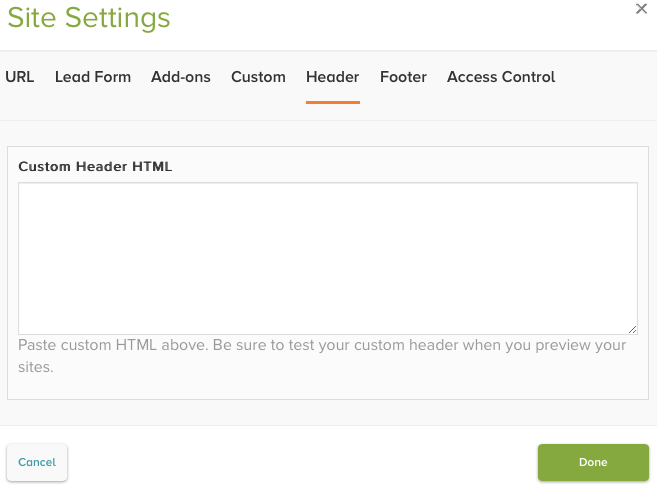 Site Settings
URL Lead Form Add-ons Custom Header Footer Access Control
Custom Header HTML
Paste custom HTML above. Be sure to test your custom header when you preview your
sites.
Cancel Done